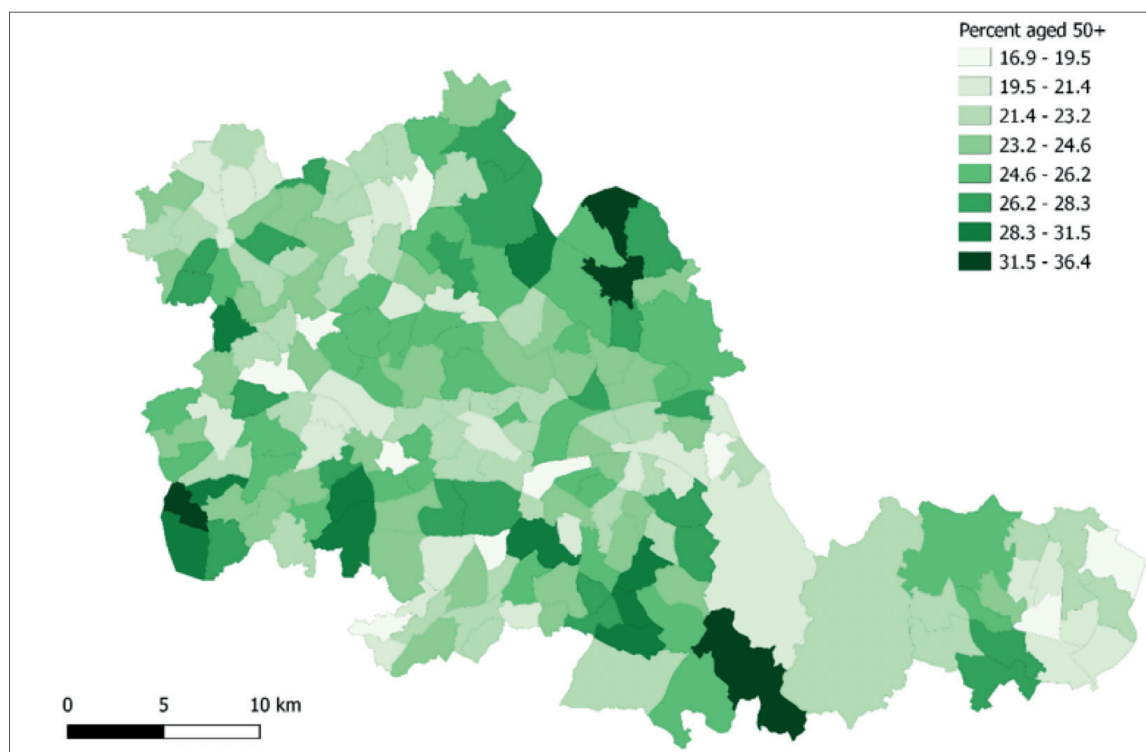 Percent aged 50+
16.9 - 19.5
19.5 - 21.4
21.4 - 23.2
23.2 - 24.6
24.6 - 26.2
26.2 - 28.3
28.3 - 31.5
31.5 - 36.4
0 5 10 km